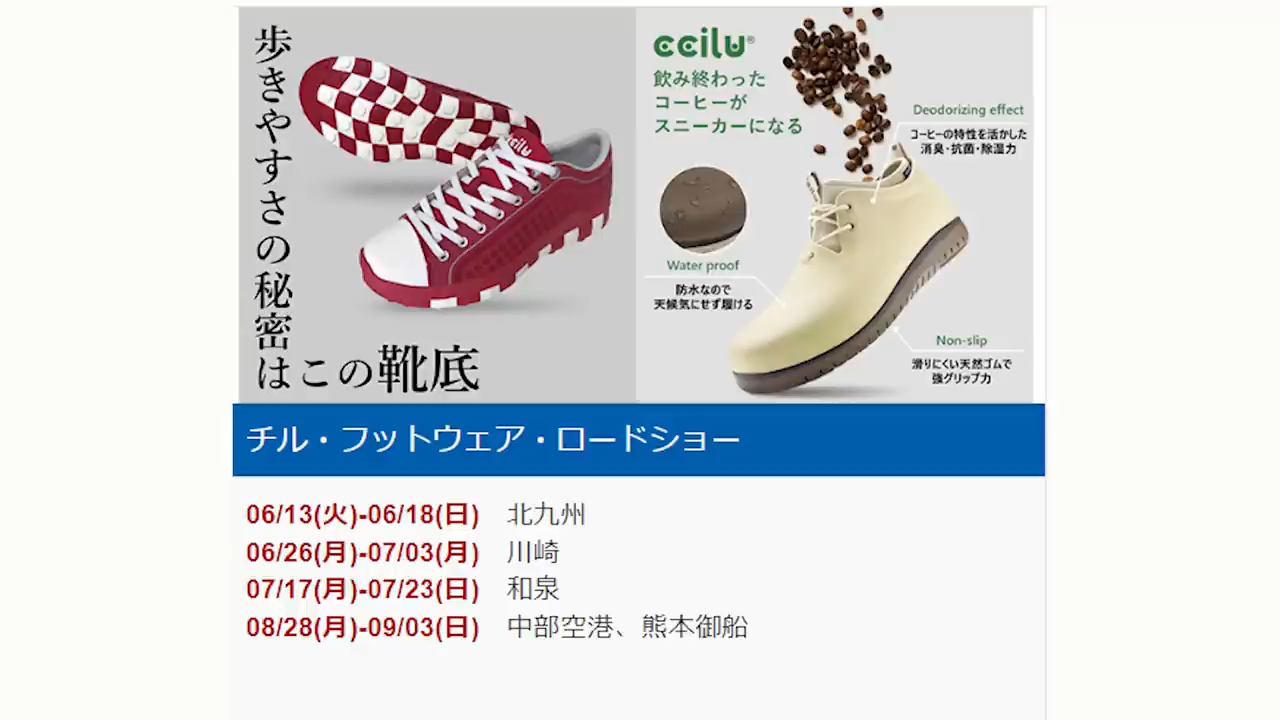 歩きやすさの秘密は
この靴底
ccilu
ccilu®
飲み終わった
コーヒーが
スニーカーになる
Deodorizing effect
コーヒーの特性を活かした
消臭・抗菌・除湿力
Water proof
防水なので
天候気にせず履ける
Non-slip
滑りにくい天然ゴムで
強グリップ力
チル・フットウェア・ロードショー
06/13(火)-06/18(日) 北九州
06/26(月)-07/03(月) 川崎
07/17(月)-07/23(日) 和泉
08/28(月)-09/03(日) 中部空港、熊本御船